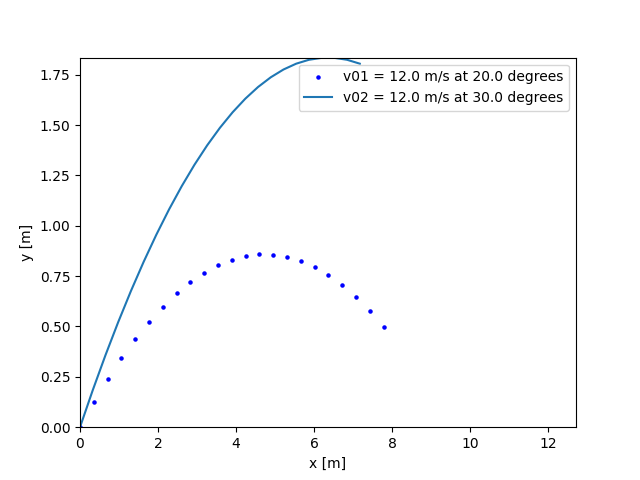 v01 = 12.0 m/s at 20.0 degrees
v02 = 12.0 m/s at 30.0 degrees
1.75
1.50
1.25
1.00
0.75
0.50
0.25
0.00
y [m]
0 2 4 6 8 10 12
x [m]